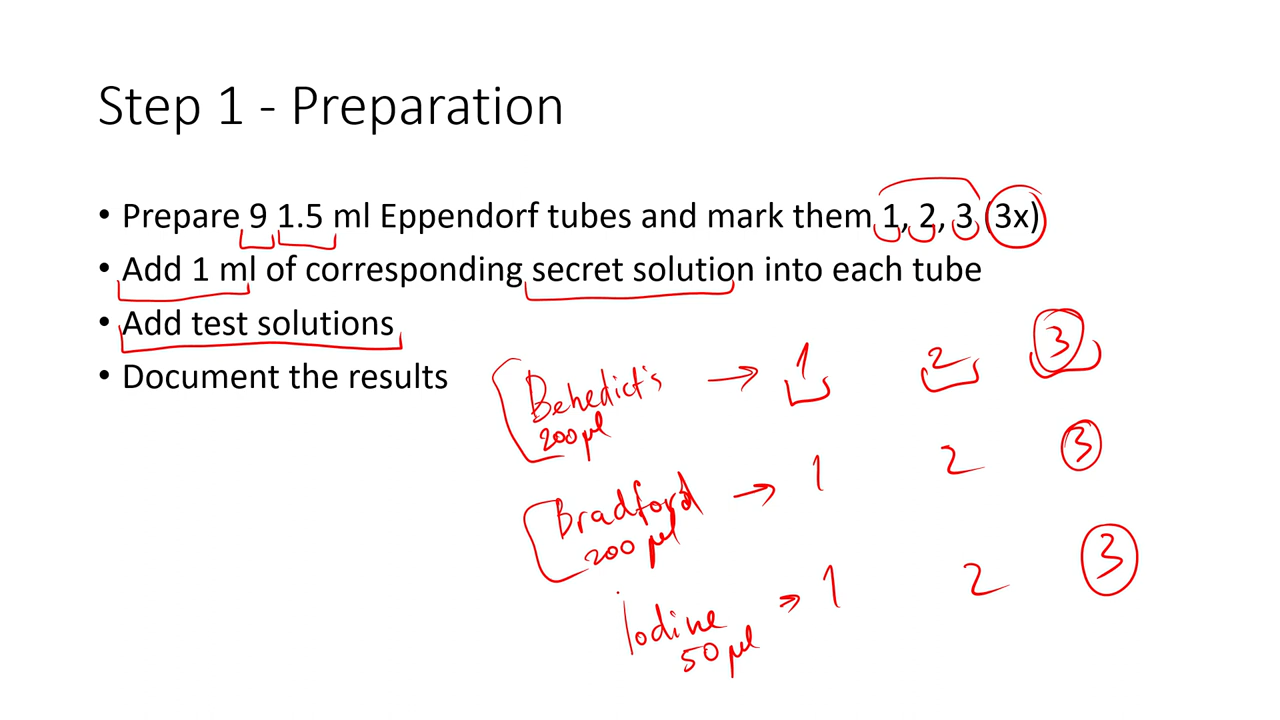 Step 1 - Preparation
• Prepare 9 1.5 ml Eppendorf tubes and mark them 1, 2, 3 (3x)
• Add 1 ml of corresponding secret solution into each tube
• Add test solutions
• Document the results
Benedict's → 1 2 3
200 µl
Bradford → 1 2 3
200 µl
Iodine → 1 2 3
50 µl